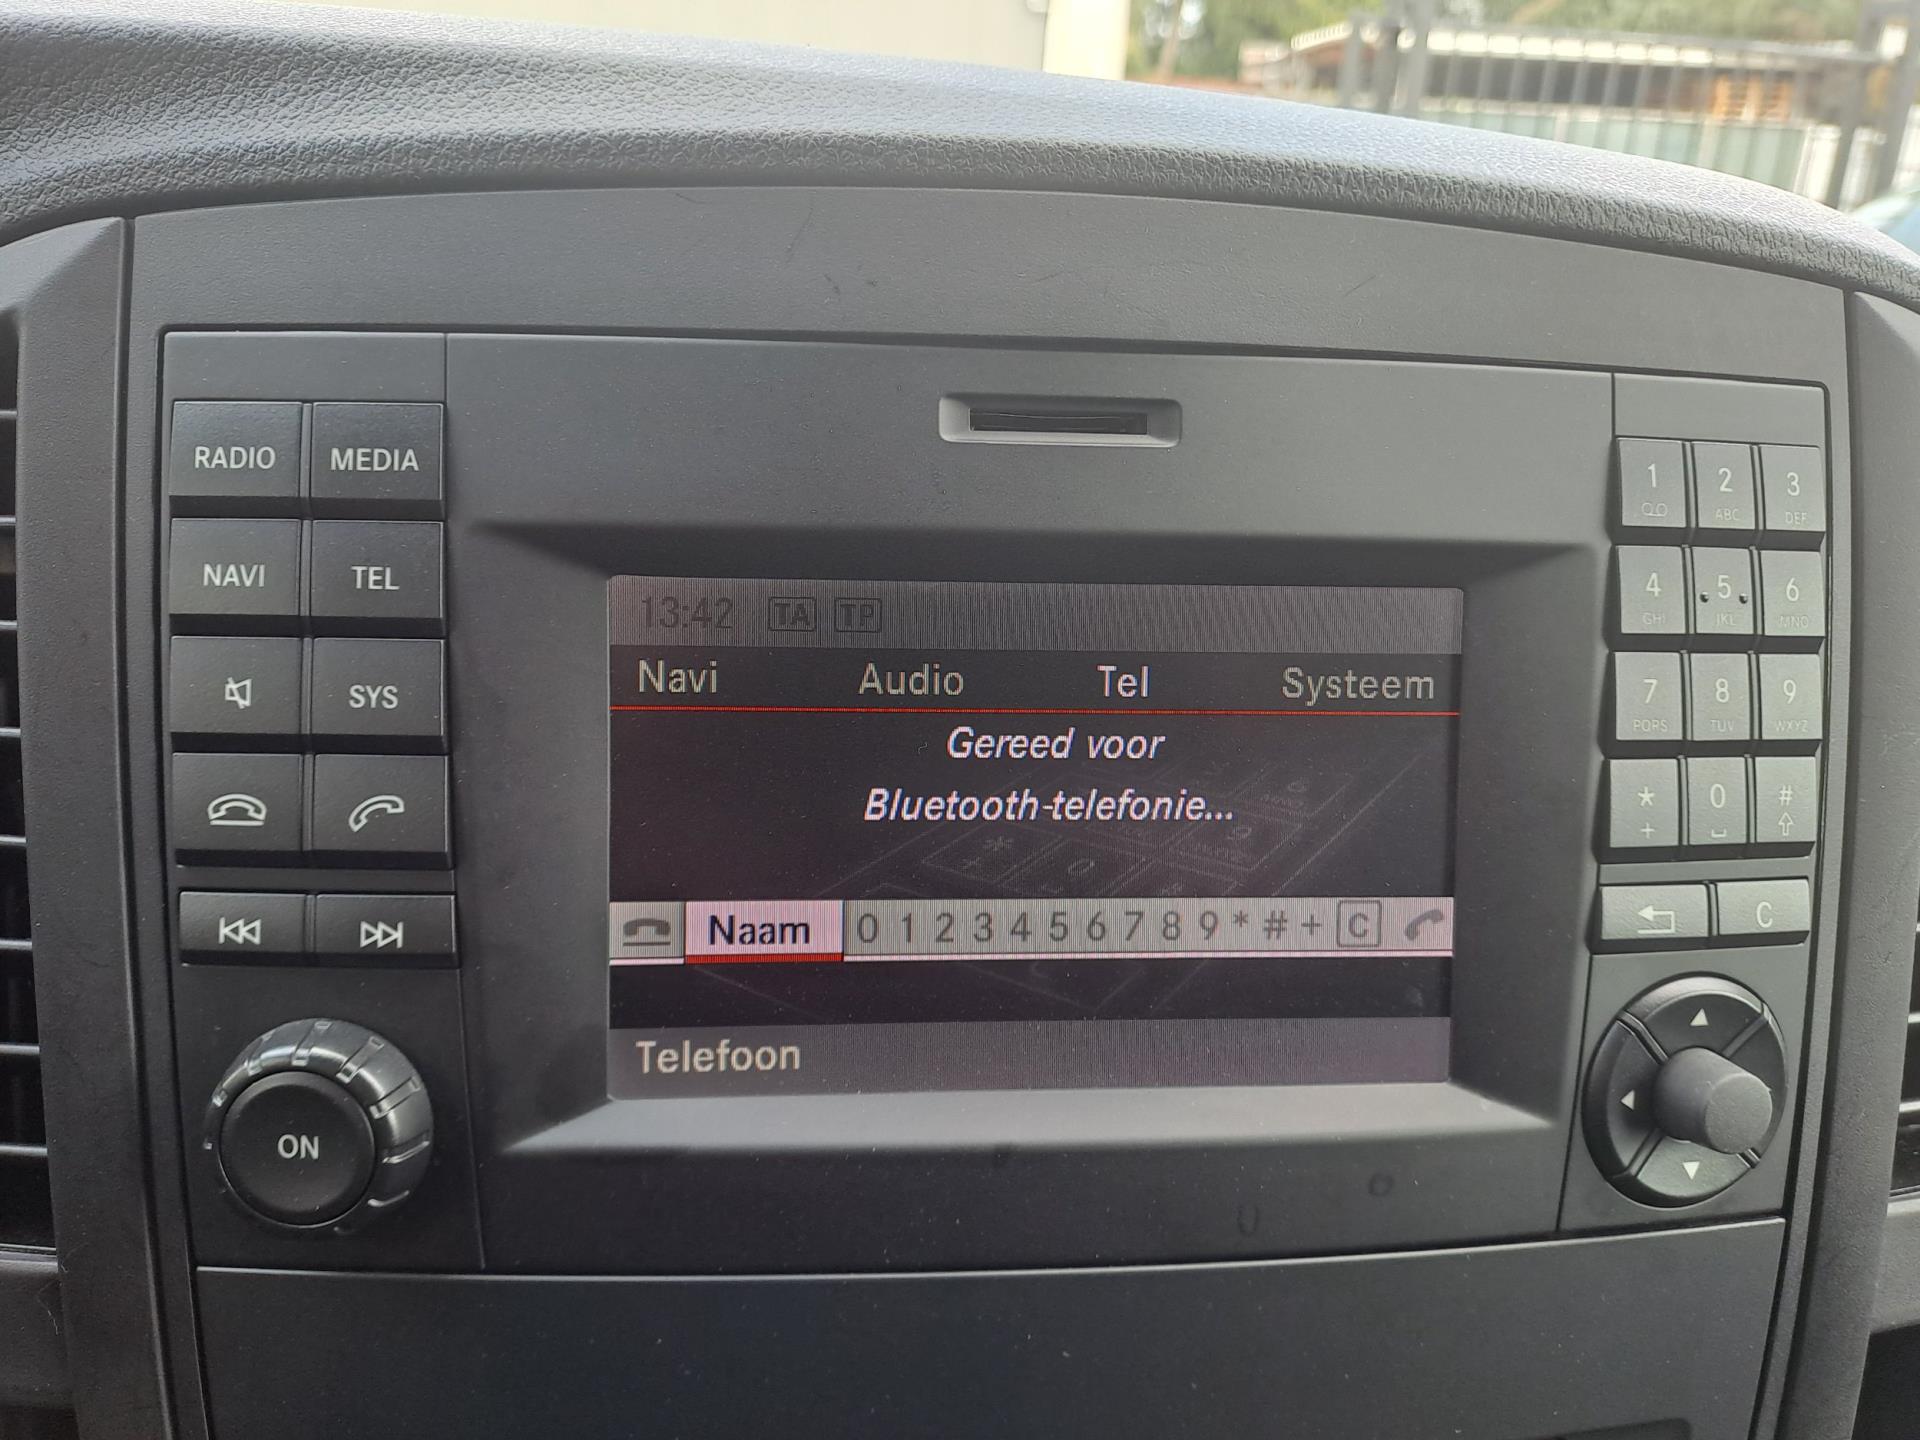 RADIO MEDIA
NAVI TEL
SYS
ON
13:42 TA TP
Navi Audio Tel Systeem
Gereed voor
Bluetooth-telefonie...
Naam 0 1 2 3 4 5 6 7 8 9 * # + C
Telefoon
1 2 3
ABC DEF
4 5 6
GHI JKL MNO
7 8 9
PQRS TUV WXYZ
* 0 #
+
C